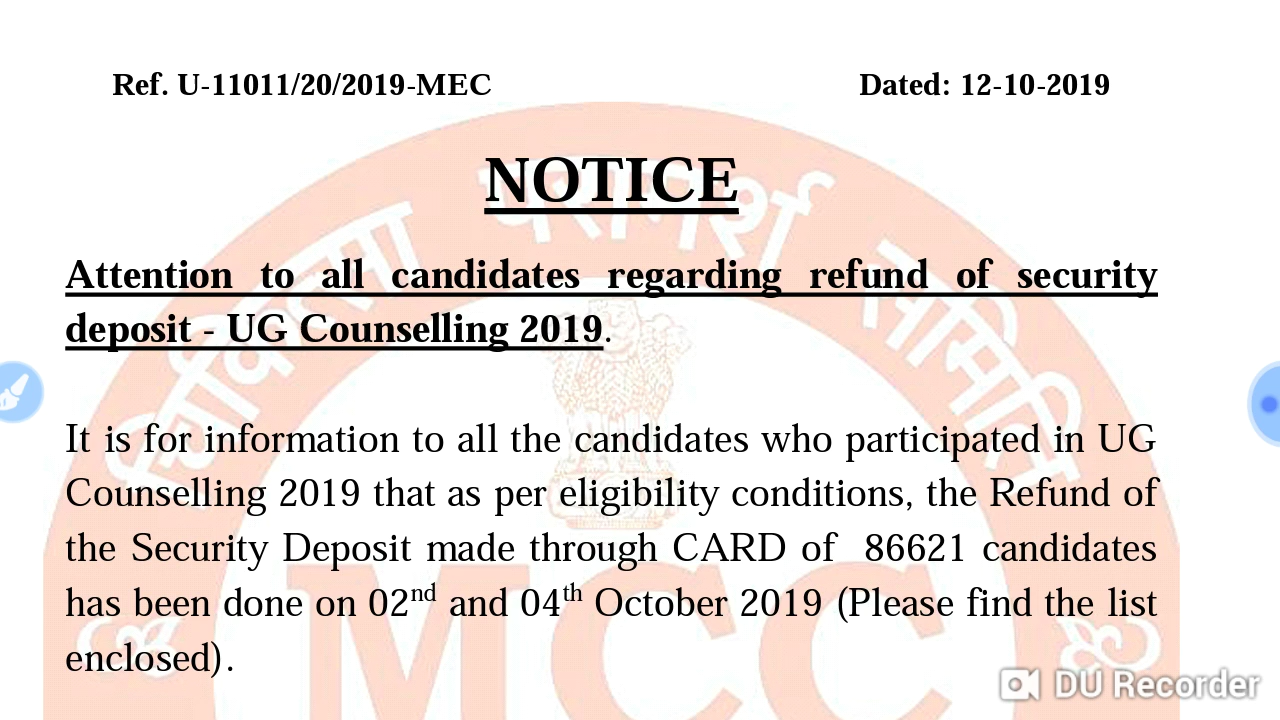 Ref. U-11011/20/2019-MEC Dated: 12-10-2019
NOTICE
चिकित्सा परामर्श समिति
Attention to all candidates regarding refund of security
deposit - UG Counselling 2019.
It is for information to all the candidates who participated in UG
Counselling 2019 that as per eligibility conditions, the Refund of
the Security Deposit made through CARD of 86621 candidates
has been done on 02nd and 04th October 2019 (Please find the list
enclosed).
MCC
DU Recorder